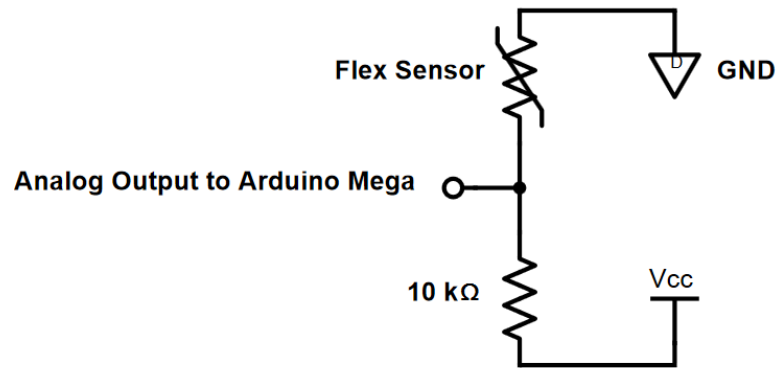 D
Flex Sensor
GND
Analog Output to Arduino Mega
Vcc
10 kΩ